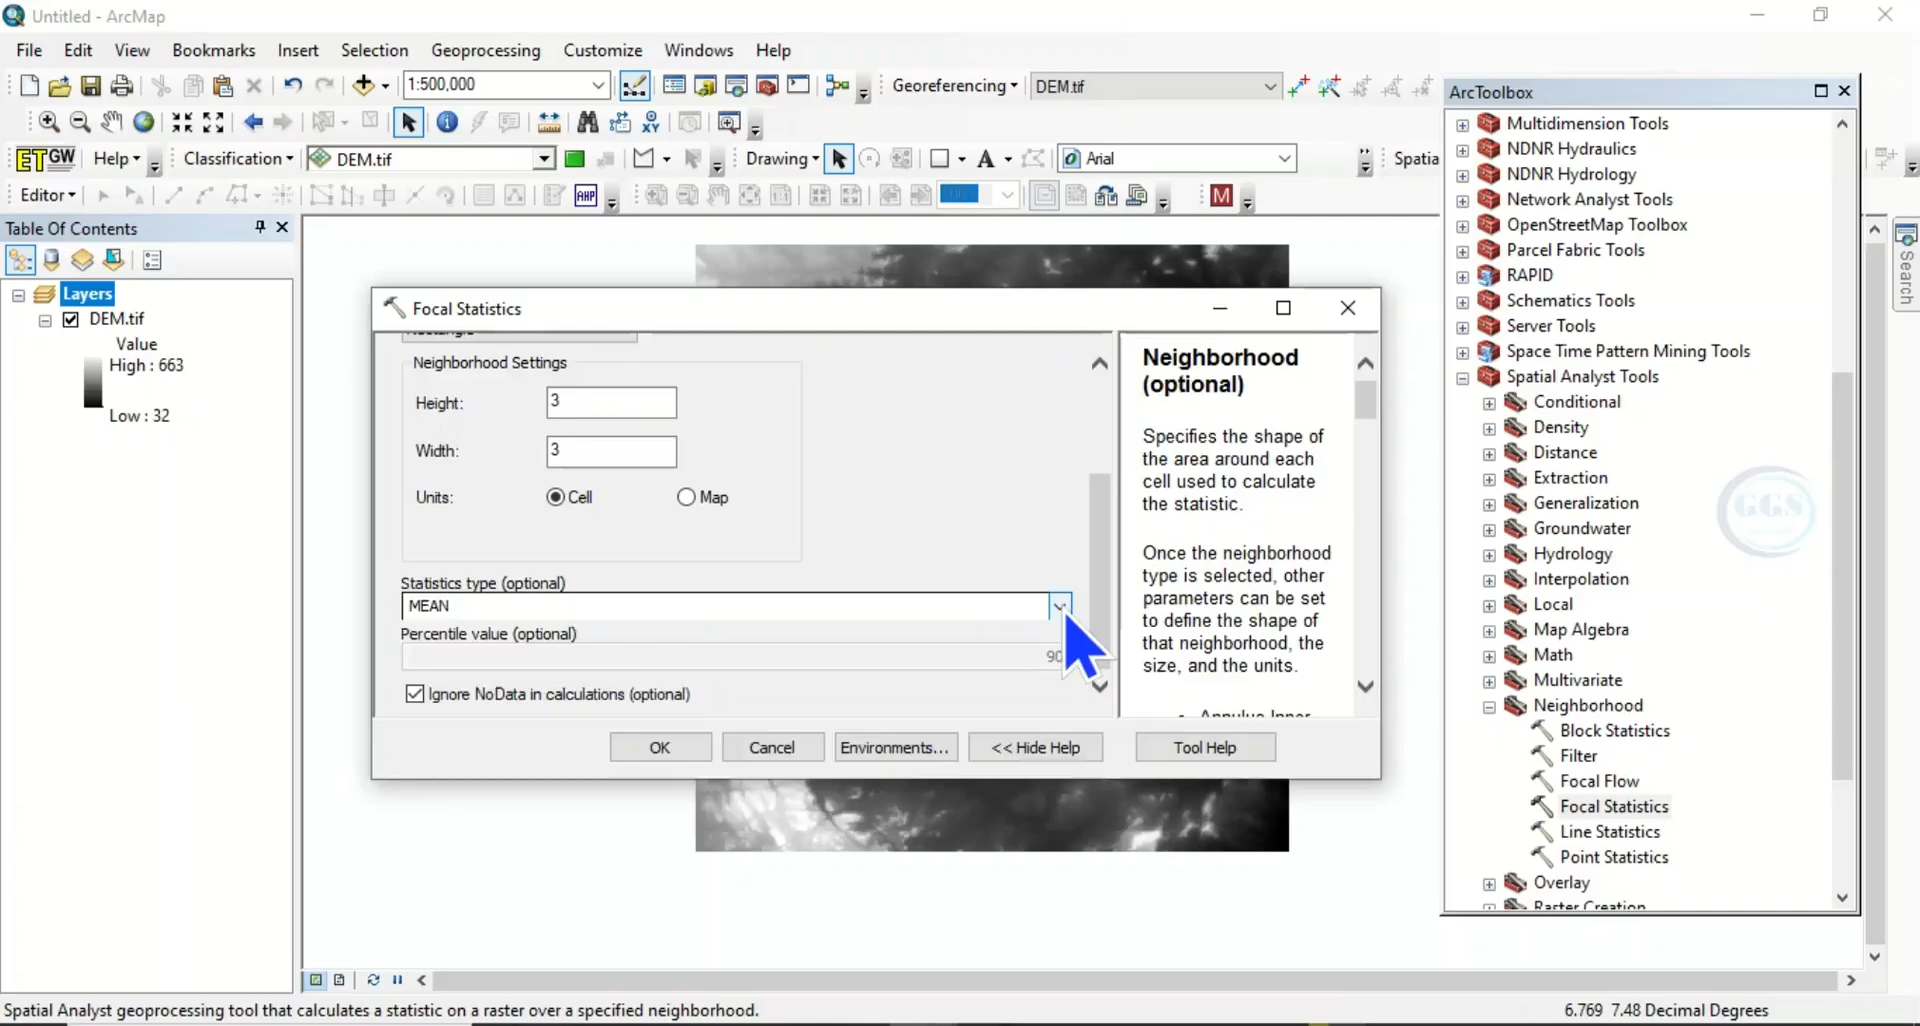 Untitled - ArcMap
File Edit View Bookmarks Insert Selection Geoprocessing Customize Windows Help
1:500,000 Georeferencing DEM.tif
ET GW Help Classification DEM.tif Drawing A Arial Spatia
Editor AHP M
Table Of Contents
Layers
DEM.tif
Value
High : 663
Low : 32
Focal Statistics
Neighborhood Settings
Height: 3
Width: 3
Units: Cell Map
Statistics type (optional)
MEAN
Percentile value (optional)
90
Ignore NoData in calculations (optional)
OK Cancel Environments... << Hide Help Tool Help
Neighborhood
(optional)
Specifies the shape of
the area around each
cell used to calculate
the statistic.
Once the neighborhood
type is selected, other
parameters can be set
to define the shape of
that neighborhood, the
size, and the units.
Annulus Inner
ArcToolbox
Multidimension Tools
NDNR Hydraulics
NDNR Hydrology
Network Analyst Tools
OpenStreetMap Toolbox
Parcel Fabric Tools
RAPID
Schematics Tools
Server Tools
Space Time Pattern Mining Tools
Spatial Analyst Tools
Conditional
Density
Distance
Extraction
Generalization
Groundwater
Hydrology
Interpolation
Local
Map Algebra
Math
Multivariate
Neighborhood
Block Statistics
Filter
Focal Flow
Focal Statistics
Line Statistics
Point Statistics
Overlay
Raster Creation
Search
GGS
Spatial Analyst geoprocessing tool that calculates a statistic on a raster over a specified neighborhood.
6.769 7.48 Decimal Degrees